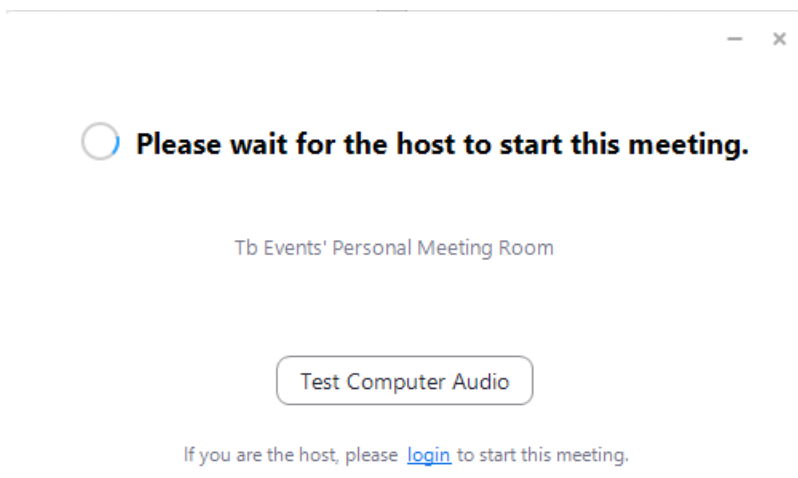 Please wait for the host to start this meeting.
Tb Events' Personal Meeting Room
Test Computer Audio
If you are the host, please login to start this meeting.